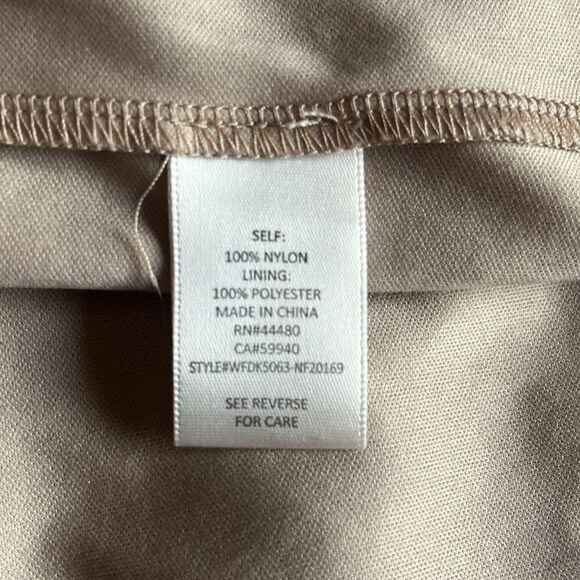 SELF:
100% NYLON
LINING:
100% POLYESTER
MADE IN CHINA
RN#44480
CA#59940
STYLE#WFDK5063-NF20169
SEE REVERSE
FOR CARE